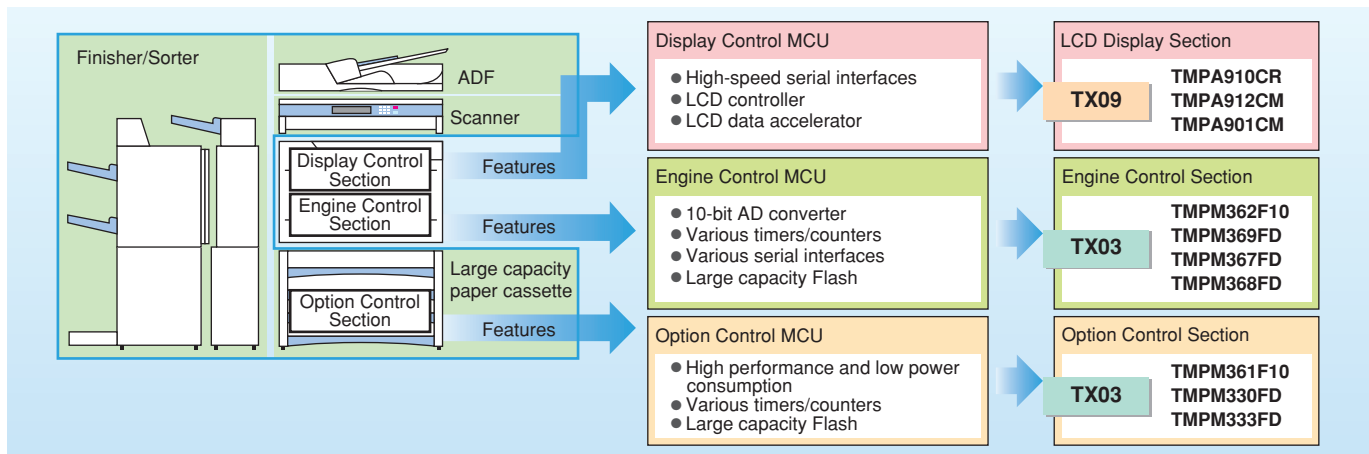 Finisher/Sorter
ADF
Scanner
Display Control
Section
Engine Control
Section
Large capacity
paper cassette
Option Control
Section
Features
Features
Features
Display Control MCU
● High-speed serial interfaces
● LCD controller
● LCD data accelerator
LCD Display Section
TX09
TMPA910CR
TMPA912CM
TMPA901CM
Engine Control MCU
● 10-bit AD converter
● Various timers/counters
● Various serial interfaces
● Large capacity Flash
Engine Control Section
TX03
TMPM362F10
TMPM369FD
TMPM367FD
TMPM368FD
Option Control MCU
● High performance and low power
consumption
● Various timers/counters
● Large capacity Flash
Option Control Section
TX03
TMPM361F10
TMPM330FD
TMPM333FD